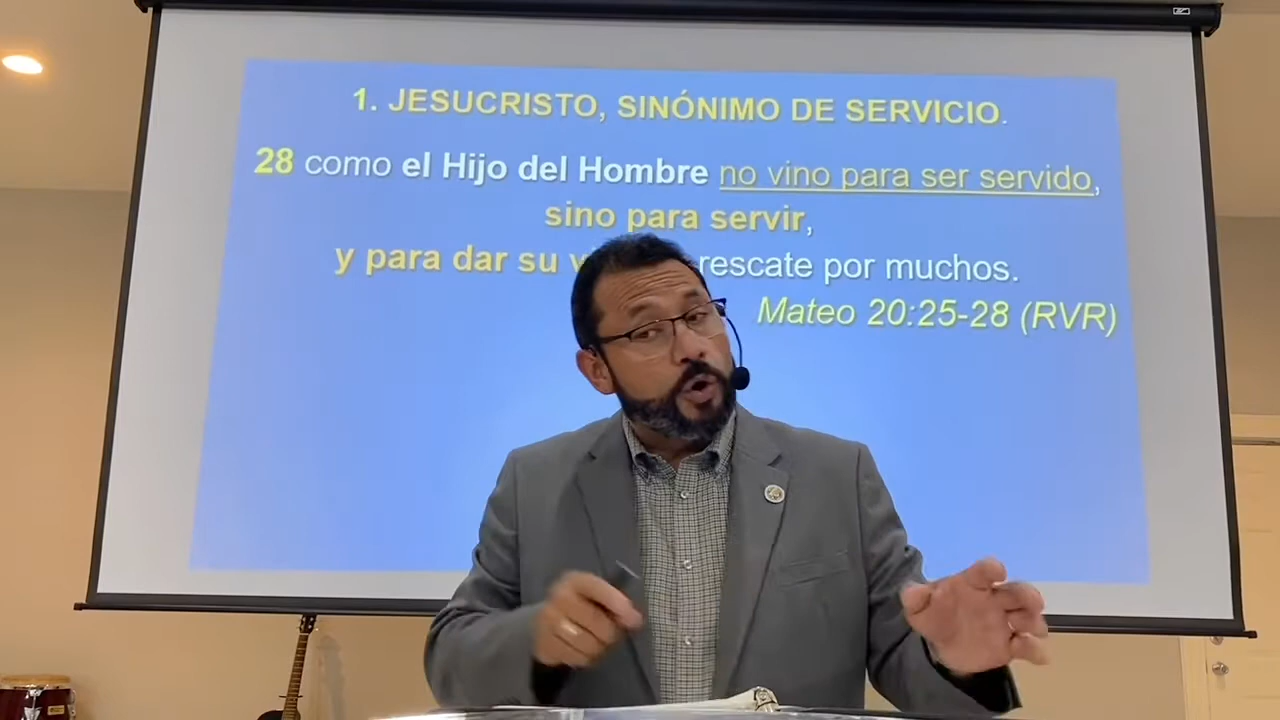 1. JESUCRISTO, SINÓNIMO DE SERVICIO.
28 como el Hijo del Hombre no vino para ser servido,
sino para servir,
y para dar su rescate por muchos.
Mateo 20:25-28 (RVR)